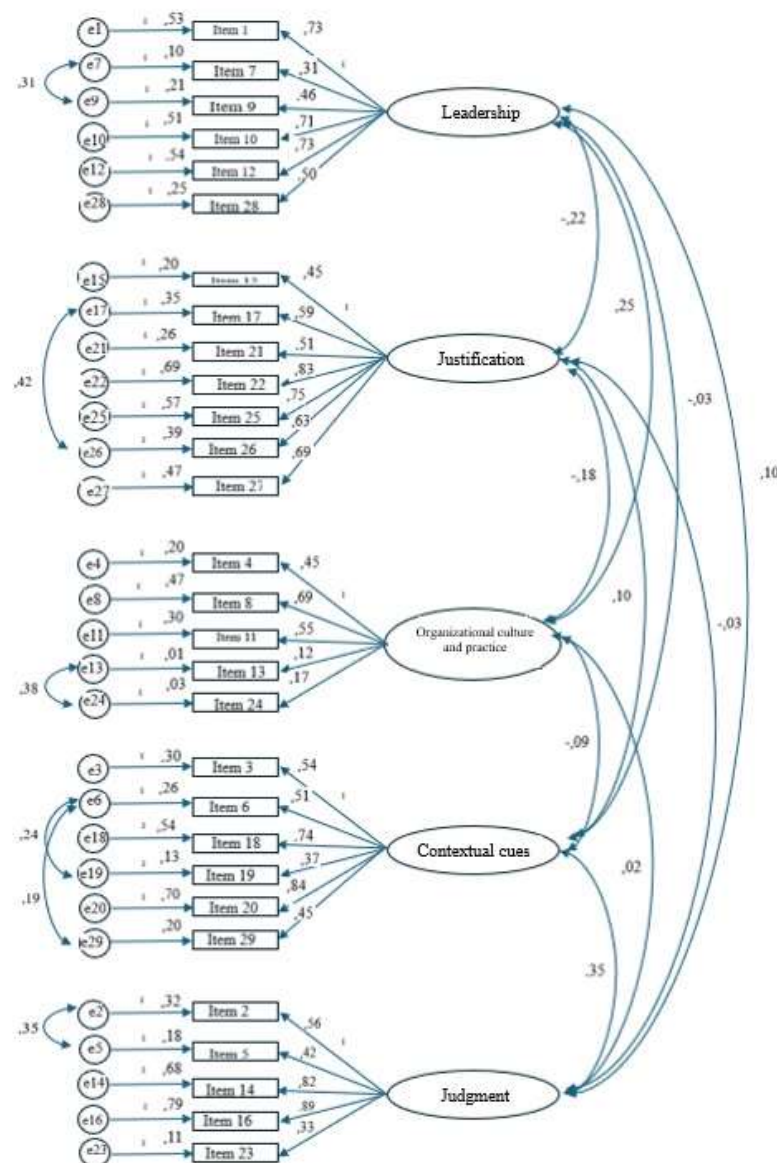 e1 ,53 Item 1 ,73
e7 ,10 Item 7 ,31
,31
e9 ,21 Item 9 ,46
Leadership
e10 ,51 Item 10 ,71
e12 ,54 Item 12 ,73
e28 ,25 Item 28 ,50
-,22
e15 ,20 ,45
e17 ,35 Item 17 ,59
,25
e21 ,26 Item 21 ,51
Justification
e22 ,69 Item 22 ,83
,42
e25 ,57 Item 25 ,75
-,03
e26 ,39 Item 26 ,63
e27 ,47 Item 27 ,69
-,18
,10
e4 ,20 Item 4 ,45
e8 ,47 Item 8 ,69
,10
e11 ,30 Item 11 ,55
Organizational culture
and practice
-,03
e13 ,01 Item 13 ,12
,38
e24 ,03 Item 24 ,17
-,09
e3 ,30 Item 3 ,54
e6 ,26 Item 6 ,51
,24
e18 ,54 Item 18 ,74
Contextual cues
e19 ,13 Item 19 ,37
,02
,19
e20 ,70 Item 20 ,84
e29 ,20 Item 29 ,45
,35
e2 ,32 Item 2 ,56
,35
e5 ,18 Item 5 ,42
e14 ,68 Item 14 ,82
Judgment
e16 ,79 Item 16 ,89
e23 ,11 Item 23 ,33